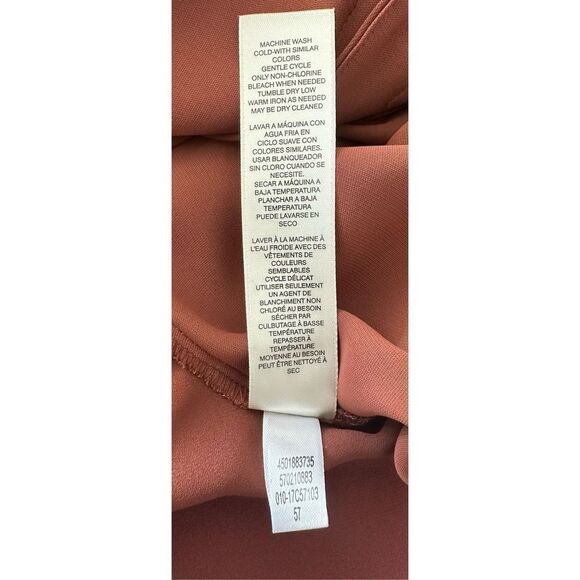 MACHINE WASH
COLD-WITH SIMILAR
COLORS
GENTLE CYCLE
ONLY NON-CHLORINE
BLEACH WHEN NEEDED
TUMBLE DRY LOW
WARM IRON AS NEEDED
MAY BE DRY CLEANED
LAVAR A MÁQUINA CON
AGUA FRIA EN
CICLO SUAVE CON
COLORES SIMILARES.
USAR BLANQUEADOR
SIN CLORO CUANDO SE
NECESITE.
SECAR A MÁQUINA A
BAJA TEMPERATURA
PLANCHAR A BAJA
TEMPERATURA
PUEDE LAVARSE EN
SECO
LAVER À LA MACHINE À
L'EAU FROIDE AVEC DES
VÊTEMENTS DE
COULEURS
SEMBLABLES
CYCLE DÉLICAT
UTILISER SEULEMENT
UN AGENT DE
BLANCHIMENT NON
CHLORÉ AU BESOIN
SÉCHER PAR
CULBUTAGE À BASSE
TEMPÉRATURE
REPASSER À
TEMPÉRATURE
MOYENNE AU BESOIN
PEUT ÊTRE NETTOYÉ À
SEC
4501883735
570210883
010-17C57103
57